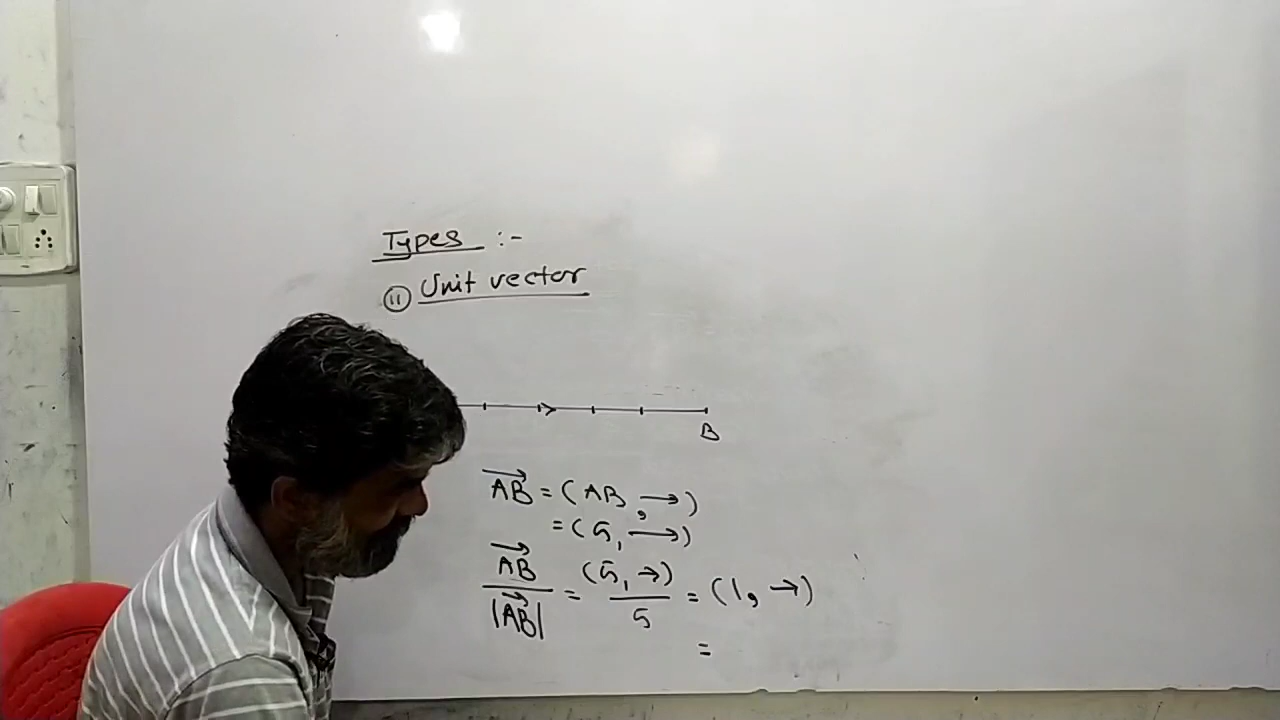 Types :-
(ii) Unit vector
B
→AB = (AB, →)
= (5, →)
→AB / |→AB| = (5, →) / 5 = (1, →)
=